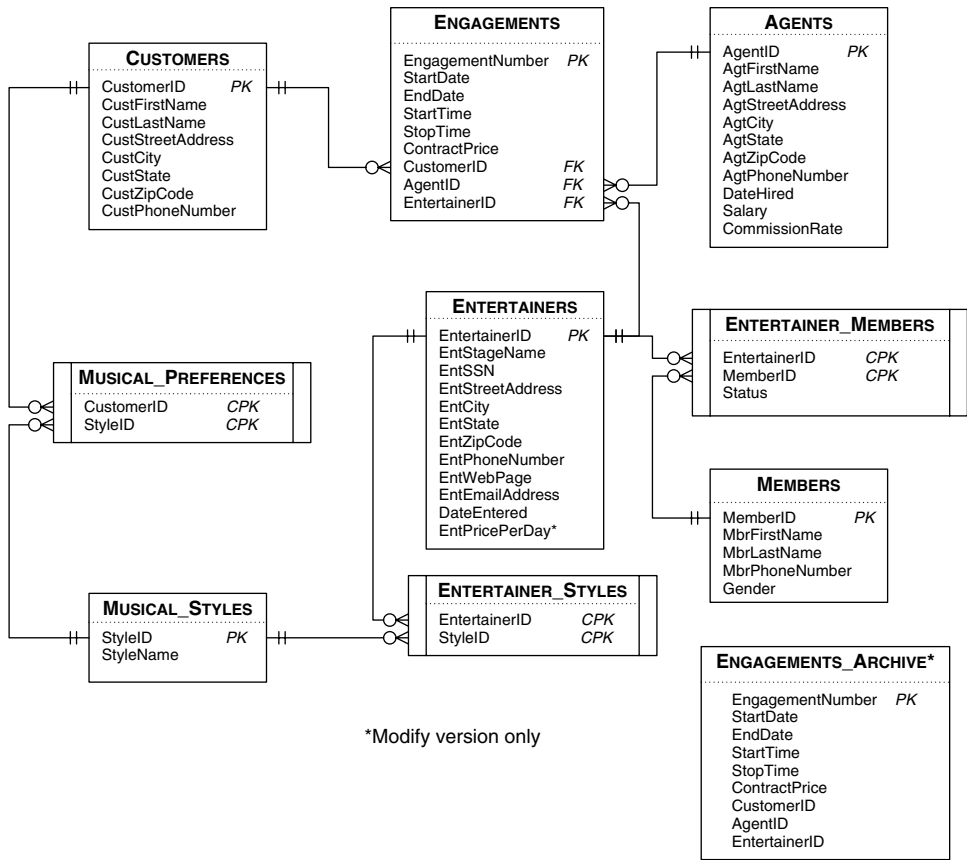 CUSTOMERS
CustomerID PK
CustFirstName
CustLastName
CustStreetAddress
CustCity
CustState
CustZipCode
CustPhoneNumber
ENGAGEMENTS
EngagementNumber PK
StartDate
EndDate
StartTime
StopTime
ContractPrice
CustomerID FK
AgentID FK
EntertainerID FK
AGENTS
AgentID PK
AgtFirstName
AgtLastName
AgtStreetAddress
AgtCity
AgtState
AgtZipCode
AgtPhoneNumber
DateHired
Salary
CommissionRate
MUSICAL_PREFERENCES
CustomerID CPK
StyleID CPK
ENTERTAINERS
EntertainerID PK
EntStageName
EntSSN
EntStreetAddress
EntCity
EntState
EntZipCode
EntPhoneNumber
EntWebPage
EntEmailAddress
DateEntered
EntPricePerDay*
ENTERTAINER_MEMBERS
EntertainerID CPK
MemberID CPK
Status
MEMBERS
MemberID PK
MbrFirstName
MbrLastName
MbrPhoneNumber
Gender
MUSICAL_STYLES
StyleID PK
StyleName
ENTERTAINER_STYLES
EntertainerID CPK
StyleID CPK
ENGAGEMENTS_ARCHIVE*
EngagementNumber PK
StartDate
EndDate
StartTime
StopTime
ContractPrice
CustomerID
AgentID
EntertainerID
*Modify version only